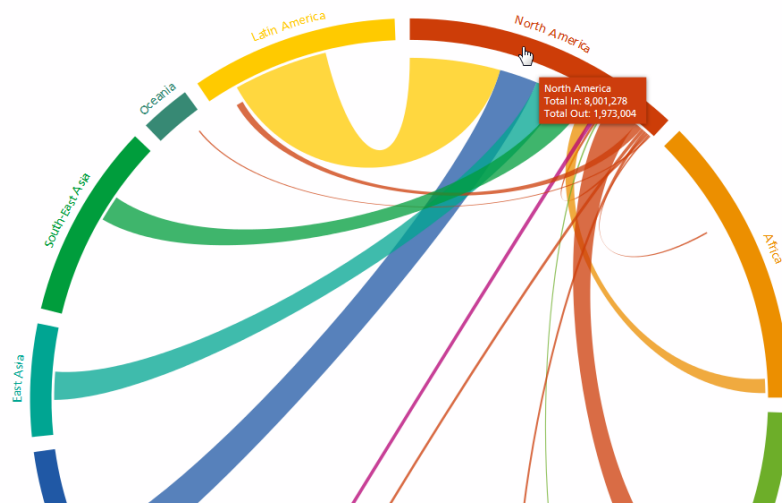 Latin America
North America
North America
Total In: 8,001,278
Total Out: 1,973,004
Oceania
South-East Asia
Africa
East Asia